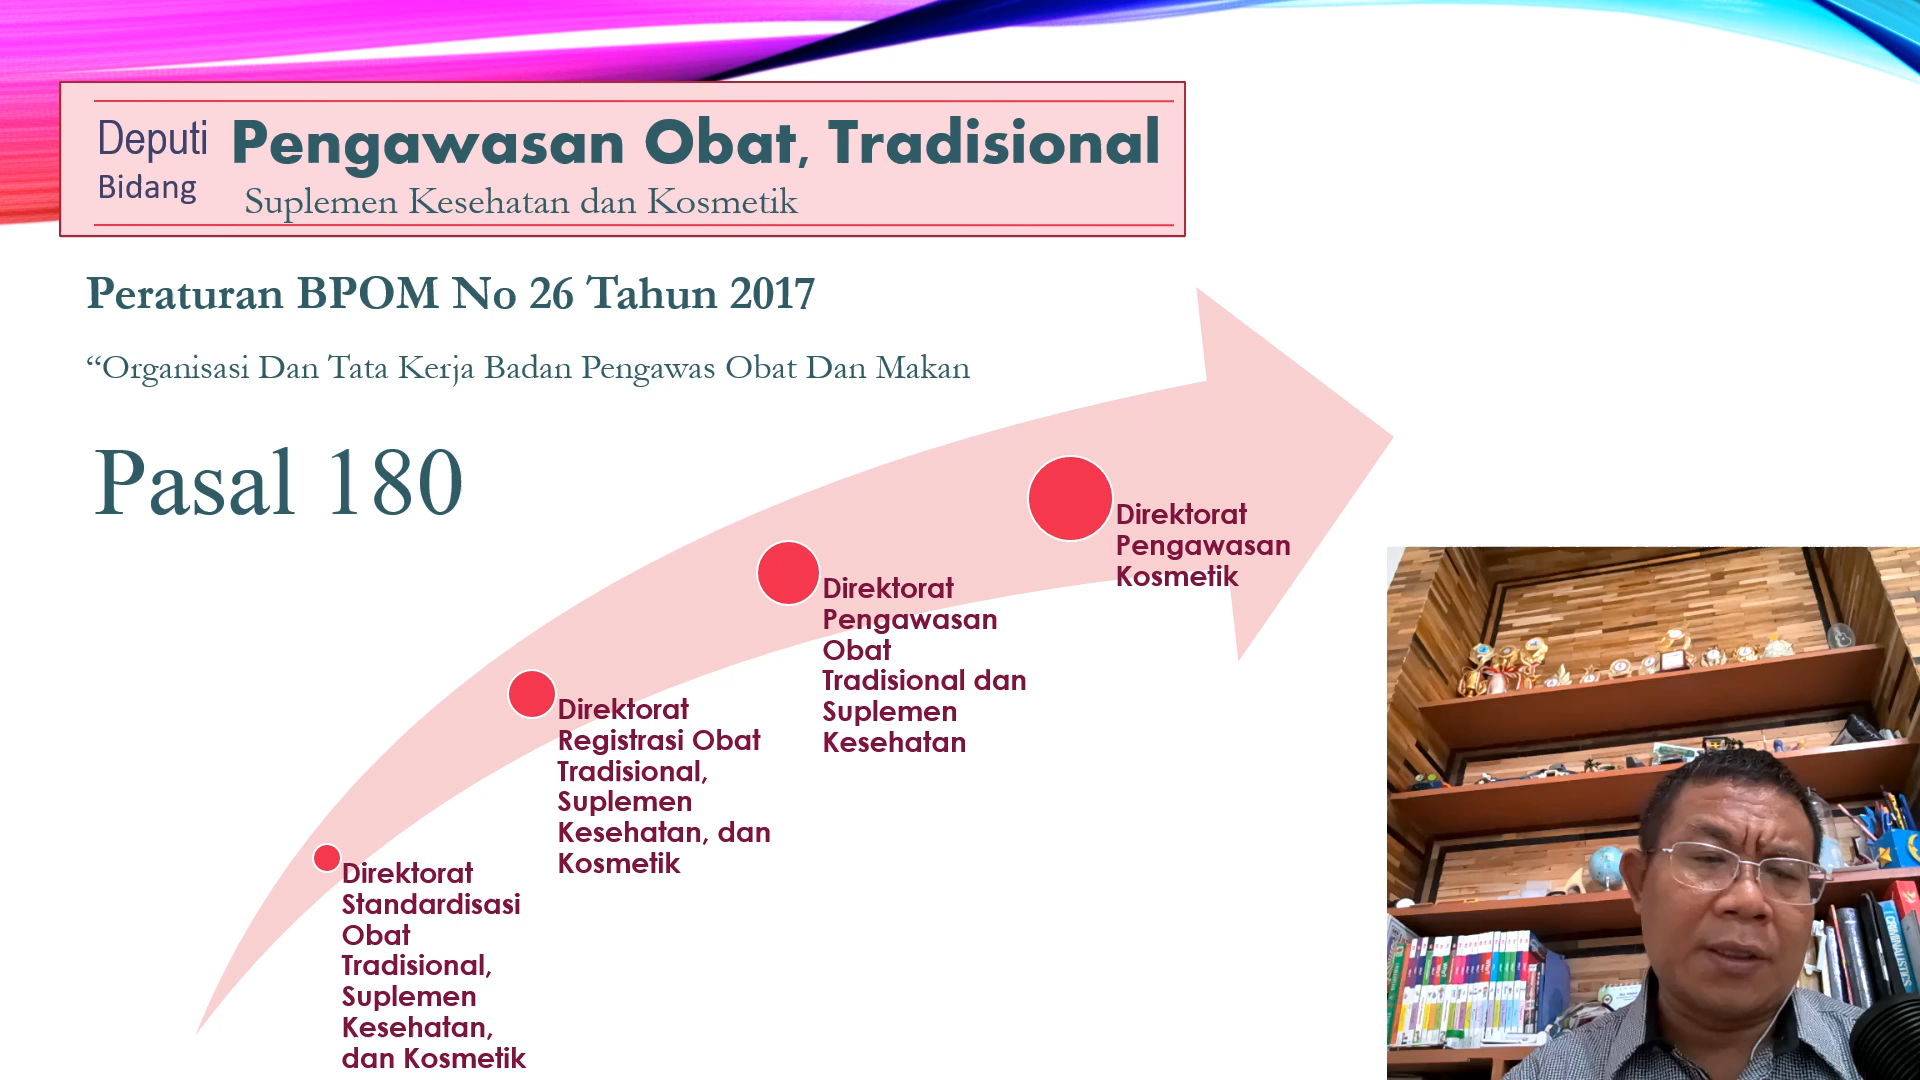 Deputi
Bidang
Pengawasan Obat, Tradisional
Suplemen Kesehatan dan Kosmetik
Peraturan BPOM No 26 Tahun 2017
“Organisasi Dan Tata Kerja Badan Pengawas Obat Dan Makan
Pasal 180
Direktorat
Standardisasi
Obat
Tradisional,
Suplemen
Kesehatan,
dan Kosmetik
Direktorat
Registrasi Obat
Tradisional,
Suplemen
Kesehatan, dan
Kosmetik
Direktorat
Pengawasan
Obat
Tradisional dan
Suplemen
Kesehatan
Direktorat
Pengawasan
Kosmetik
CRIMINALISTICS